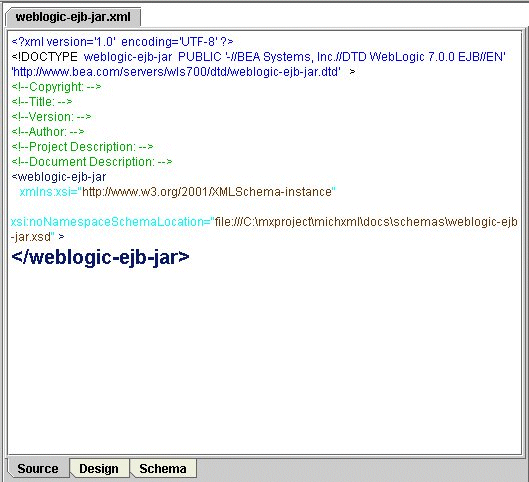 weblogic-ejb-jar.xml
<?xml version='1.0' encoding='UTF-8'?>
<!DOCTYPE weblogic-ejb-jar PUBLIC '-//BEA Systems, Inc.//DTD WebLogic 7.0.0 EJB//EN'
'http://www.bea.com/servers/wls700/dtd/weblogic-ejb-jar.dtd' >
<!--Copyright: -->
<!--Title: -->
<!--Version: -->
<!--Author: -->
<!--Project Description: -->
<!--Document Description: -->
<weblogic-ejb-jar
xmlns:xsi="http://www.w3.org/2001/XMLSchema-instance"
xsi:noNamespaceSchemaLocation="file:///C:\mxproject\michxml\docs\schemas\weblogic-ejb
-jar.xsd" >
</weblogic-ejb-jar>
Source Design Schema